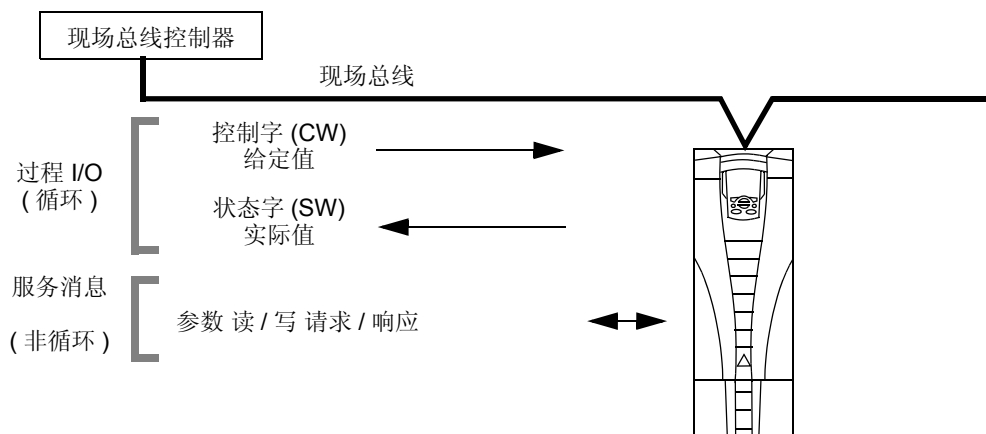 现场总线控制器
现场总线
控制字 (CW)
给定值
过程 I/O
( 循环 )
状态字 (SW)
实际值
服务消息
( 非循环 )
参数 读 / 写 请求 / 响应